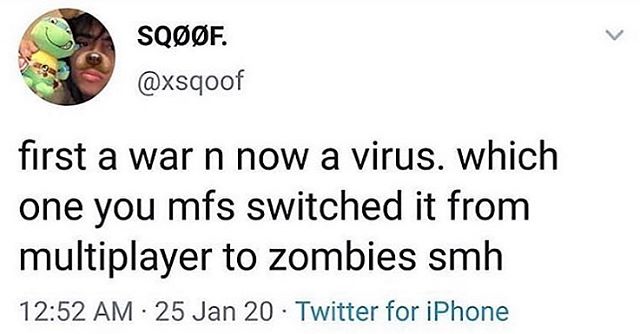 SQØØF.
@xsqoof
first a war n now a virus. which
one you mfs switched it from
multiplayer to zombies smh
12:52 AM · 25 Jan 20 · Twitter for iPhone